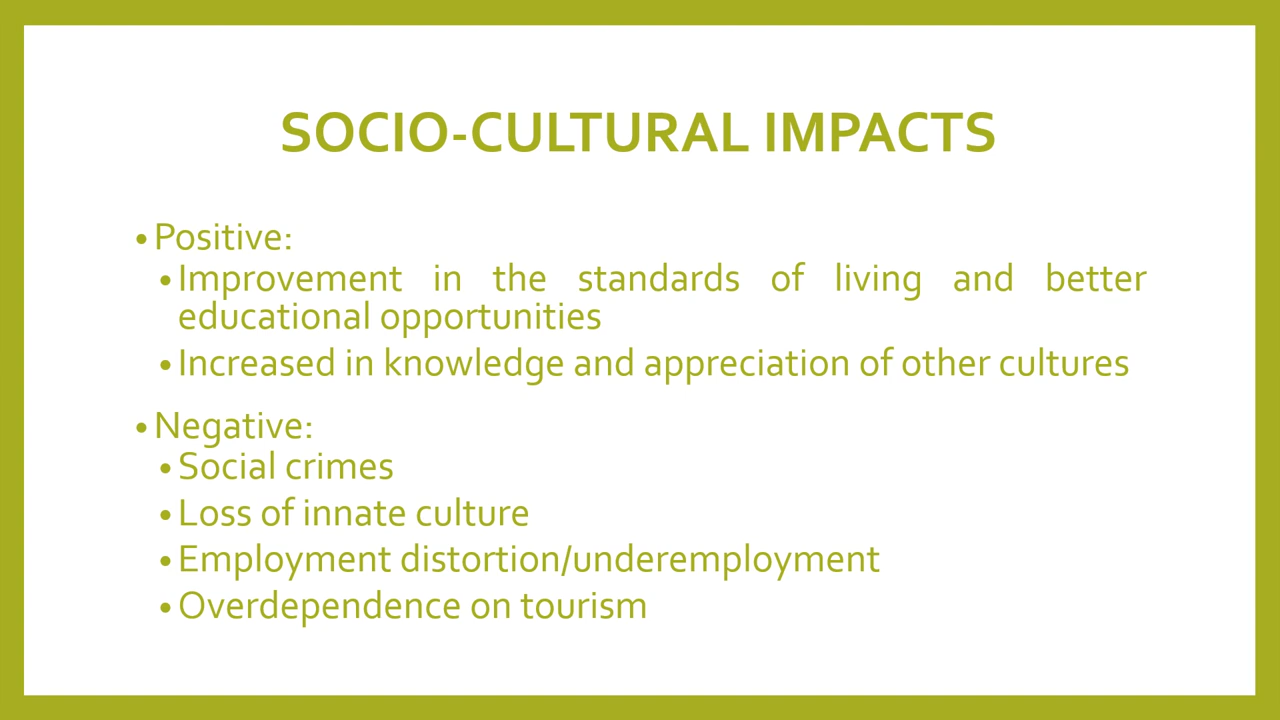 SOCIO-CULTURAL IMPACTS
• Positive:
• Improvement in the standards of living and better
educational opportunities
• Increased in knowledge and appreciation of other cultures
• Negative:
• Social crimes
• Loss of innate culture
• Employment distortion/underemployment
• Overdependence on tourism